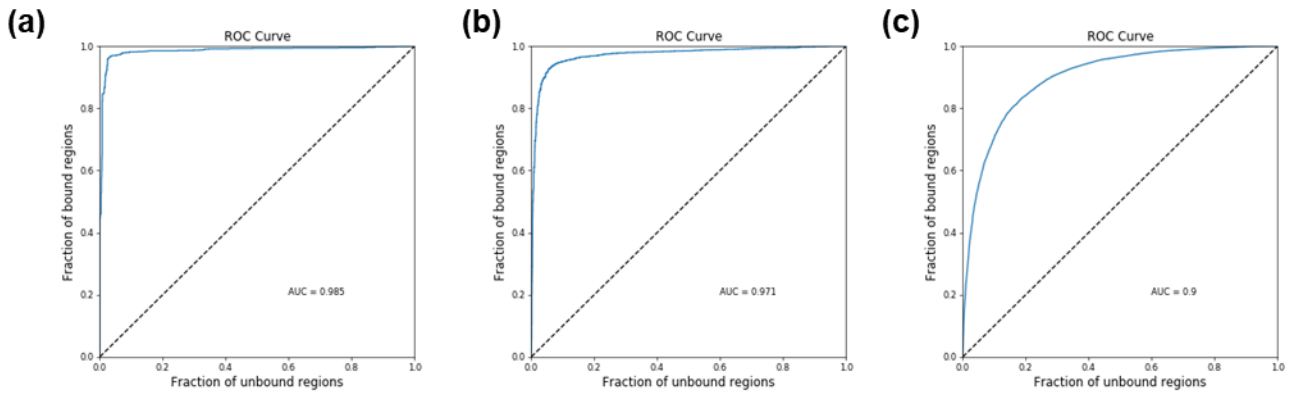 (a)
ROC Curve
Fraction of bound regions
1.0
0.8
0.6
0.4
0.2
0.0
AUC = 0.985
0.0 0.2 0.4 0.6 0.8 1.0
Fraction of unbound regions
(b)
ROC Curve
Fraction of bound regions
1.0
0.8
0.6
0.4
0.2
0.0
AUC = 0.971
0.0 0.2 0.4 0.6 0.8 1.0
Fraction of unbound regions
(c)
ROC Curve
Fraction of bound regions
1.0
0.8
0.6
0.4
0.2
0.0
AUC = 0.9
0.0 0.2 0.4 0.6 0.8 1.0
Fraction of unbound regions